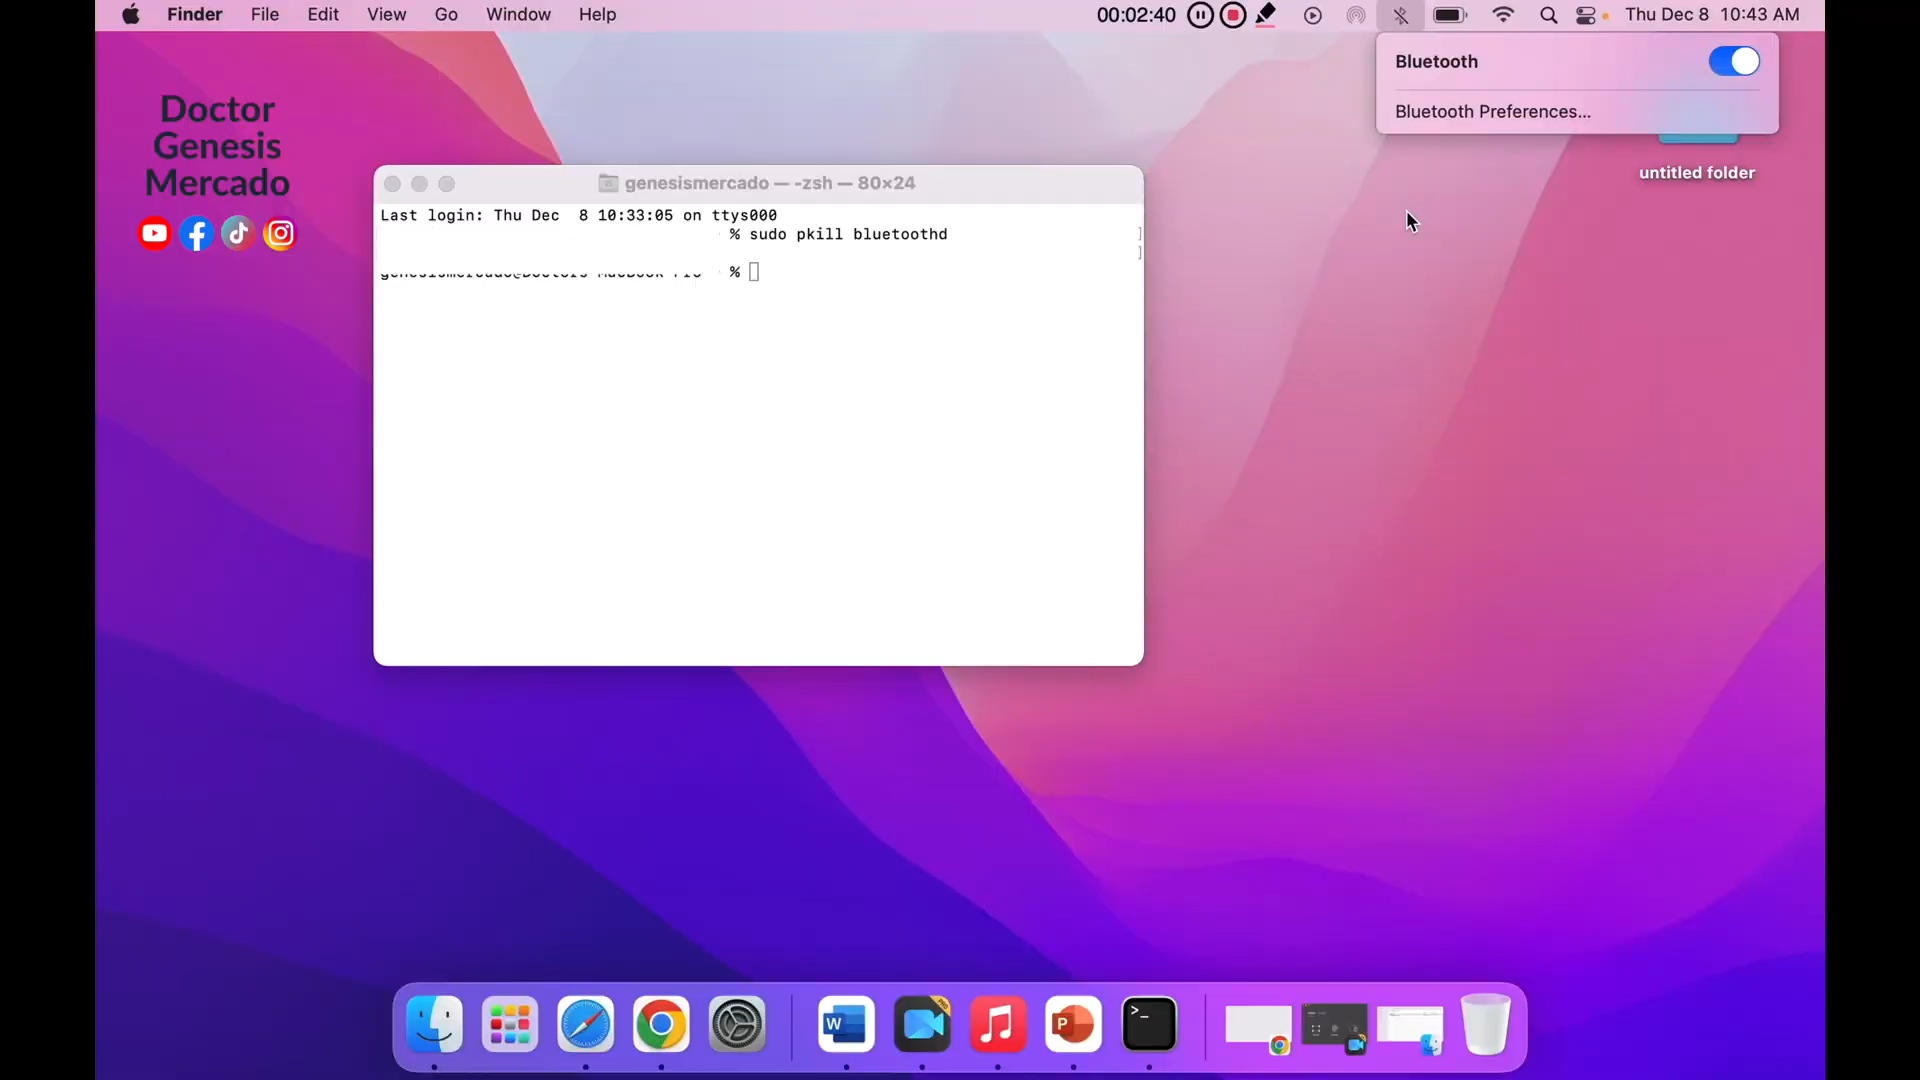 Finder File Edit View Go Window Help 00:02:40 Thu Dec 8 10:43 AM
Bluetooth
Bluetooth Preferences...
untitled folder
Doctor
Genesis
Mercado
genesismercado — -zsh — 80×24
Last login: Thu Dec  8 10:33:05 on ttys000
% sudo pkill bluetoothd
%
W
PRO
P
>_